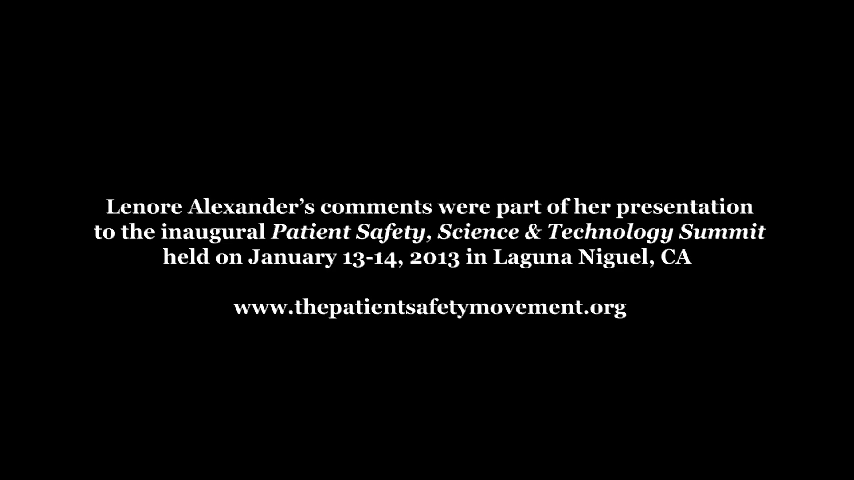 Lenore Alexander’s comments were part of her presentation
to the inaugural Patient Safety, Science & Technology Summit
held on January 13-14, 2013 in Laguna Niguel, CA
www.thepatientsafetymovement.org